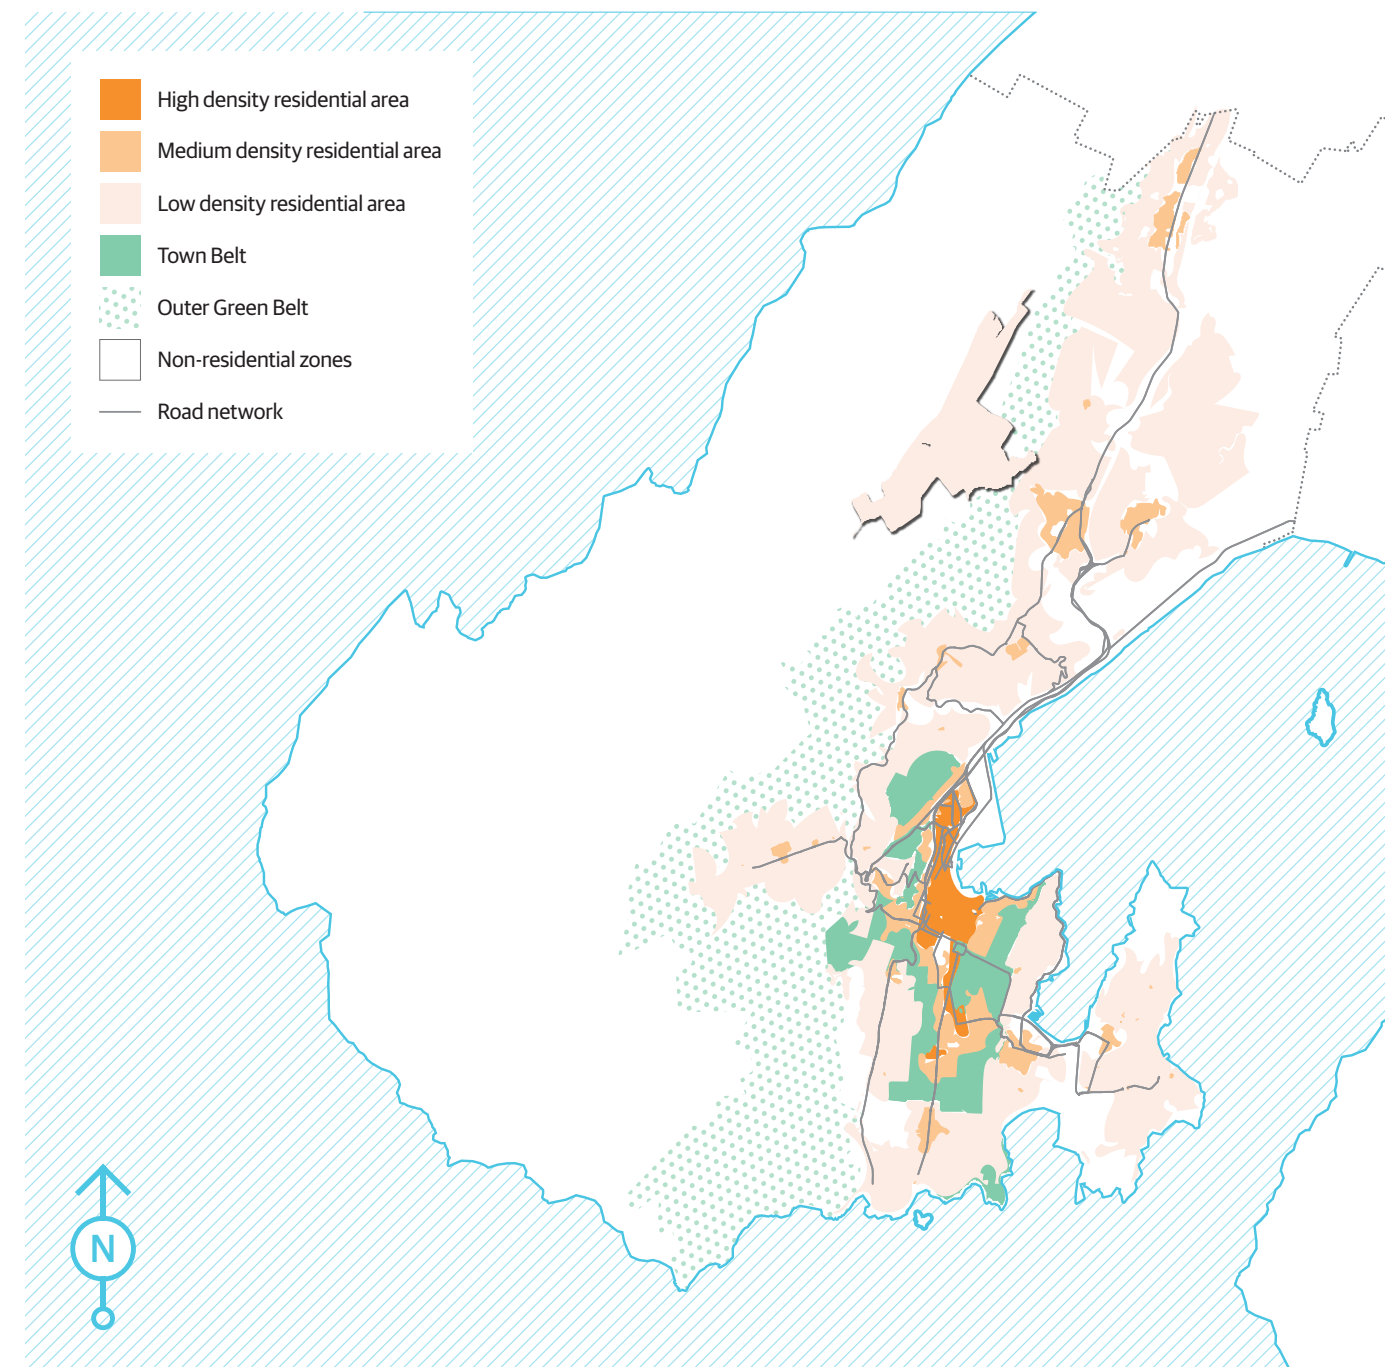 High density residential area
Medium density residential area
Low density residential area
Town Belt
Outer Green Belt
Non-residential zones
Road network
N